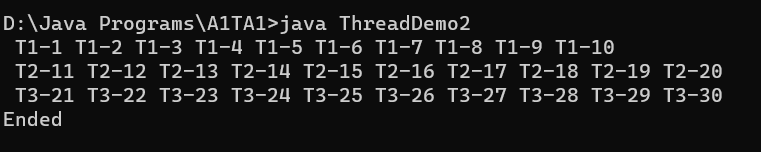 D:\Java Programs\A1TA1>java ThreadDemo2
T1-1 T1-2 T1-3 T1-4 T1-5 T1-6 T1-7 T1-8 T1-9 T1-10
T2-11 T2-12 T2-13 T2-14 T2-15 T2-16 T2-17 T2-18 T2-19 T2-20
T3-21 T3-22 T3-23 T3-24 T3-25 T3-26 T3-27 T3-28 T3-29 T3-30
Ended